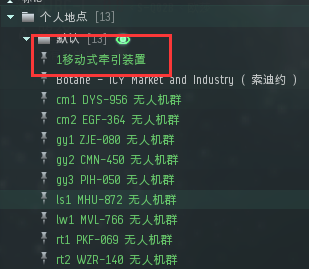 个人地点 [13]
默认 [13]
1移动式牵引装置
Botane - ICY Market and Industry ( 索迪约 )
cm1 DYS-956 无人机群
cm2 EGF-364 无人机群
gy1 ZJE-080 无人机群
gy2 CMN-450 无人机群
gy3 PIH-050 无人机群
ls1 MHU-872 无人机群
lw1 MVL-766 无人机群
rt1 PKF-069 无人机群
rt2 WZR-140 无人机群